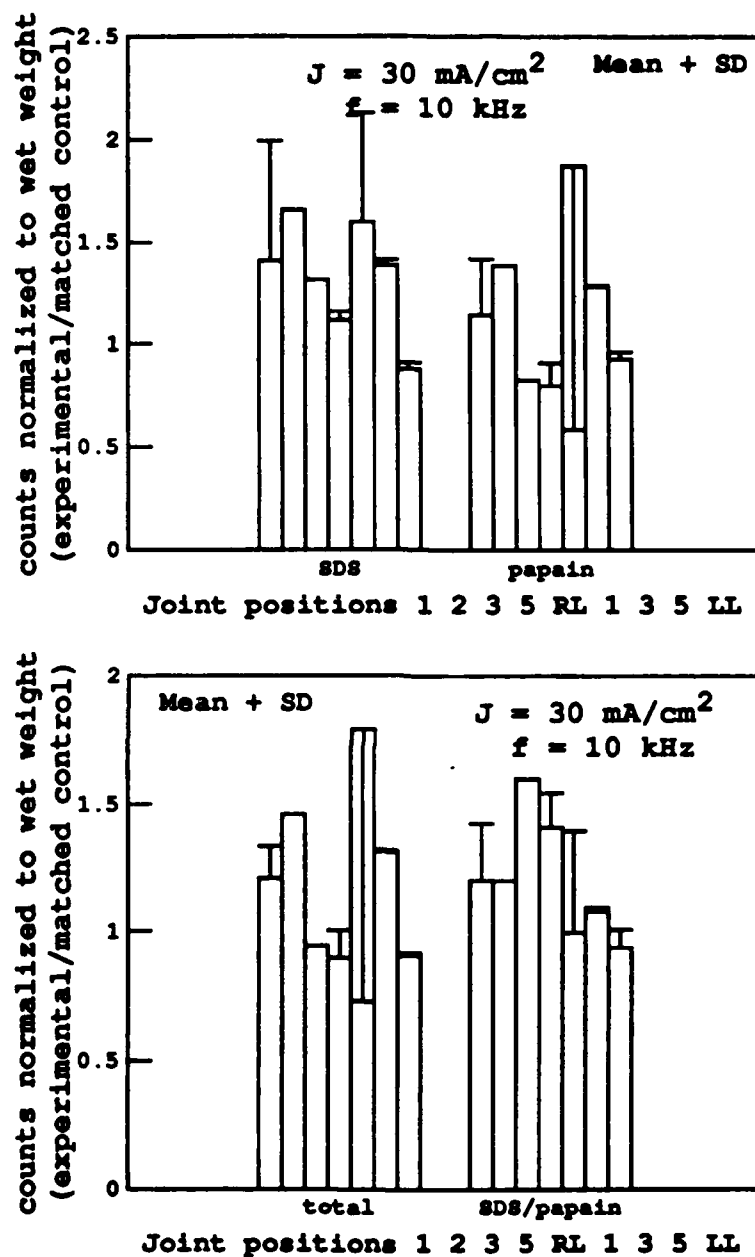 counts normalized to wet weight
(experimental/matched control)
2.5
2
1.5
1
0.5
0
J = 30 mA/cm²
f = 10 kHz
Mean + SD
SDS
papain
Joint positions 1 2 3 5 RL 1 3 5 LL
counts normalized to wet weight
(experimental/matched control)
2
1.5
1
0.5
0
Mean + SD
J = 30 mA/cm²
f = 10 kHz
total
SDS/papain
Joint positions 1 2 3 5 RL 1 3 5 LL